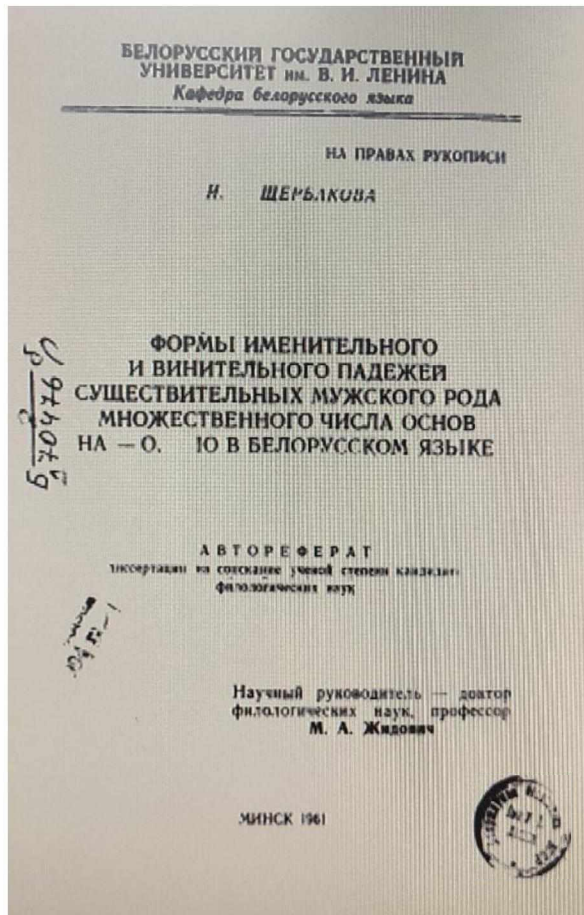 БЕЛОРУССКИЙ ГОСУДАРСТВЕННЫЙ
УНИВЕРСИТЕТ им. В. И. ЛЕНИНА
Кафедра белорусского языка
НА ПРАВАХ РУКОПИСИ
Н. ЩЕРБАКОВА
ФОРМЫ ИМЕНИТЕЛЬНОГО
И ВИНИТЕЛЬНОГО ПАДЕЖЕЙ
СУЩЕСТВИТЕЛЬНЫХ МУЖСКОГО РОДА
МНОЖЕСТВЕННОГО ЧИСЛА ОСНОВ
НА — О, IO В БЕЛОРУССКОМ ЯЗЫКЕ
АВТОРЕФЕРАТ
диссертации на соискание ученой степени кандидата
филологических наук
Научный руководитель — доктор
филологических наук, профессор
М. А. Жидович
МИНСК 1961